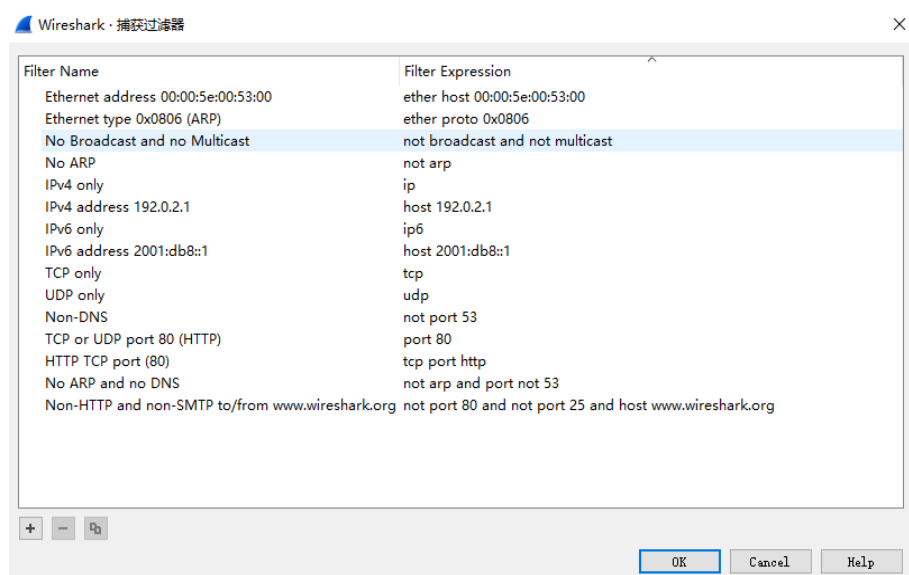 Wireshark · 捕获过滤器
Filter Name Filter Expression
Ethernet address 00:00:5e:00:53:00 ether host 00:00:5e:00:53:00
Ethernet type 0x0806 (ARP) ether proto 0x0806
No Broadcast and no Multicast not broadcast and not multicast
No ARP not arp
IPv4 only ip
IPv4 address 192.0.2.1 host 192.0.2.1
IPv6 only ip6
IPv6 address 2001:db8::1 host 2001:db8::1
TCP only tcp
UDP only udp
Non-DNS not port 53
TCP or UDP port 80 (HTTP) port 80
HTTP TCP port (80) tcp port http
No ARP and no DNS not arp and port not 53
Non-HTTP and non-SMTP to/from www.wireshark.org not port 80 and not port 25 and host www.wireshark.org
OK Cancel Help